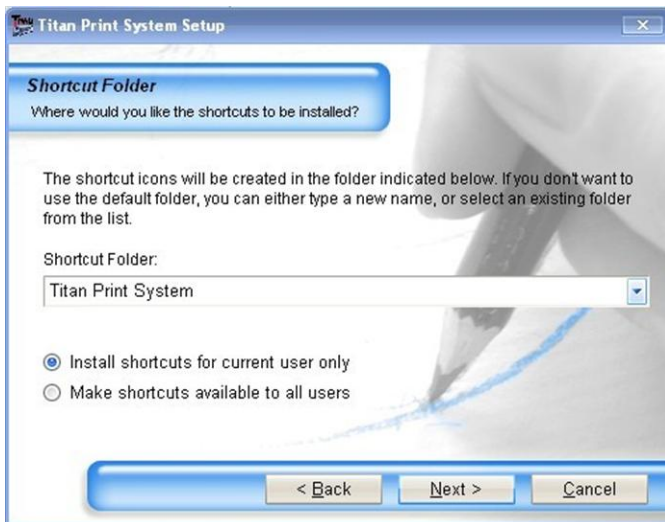 Titan Print System Setup
Shortcut Folder
Where would you like the shortcuts to be installed?
The shortcut icons will be created in the folder indicated below. If you don't want to
use the default folder, you can either type a new name, or select an existing folder
from the list.
Shortcut Folder:
Titan Print System
Install shortcuts for current user only
Make shortcuts available to all users
< Back
Next >
Cancel